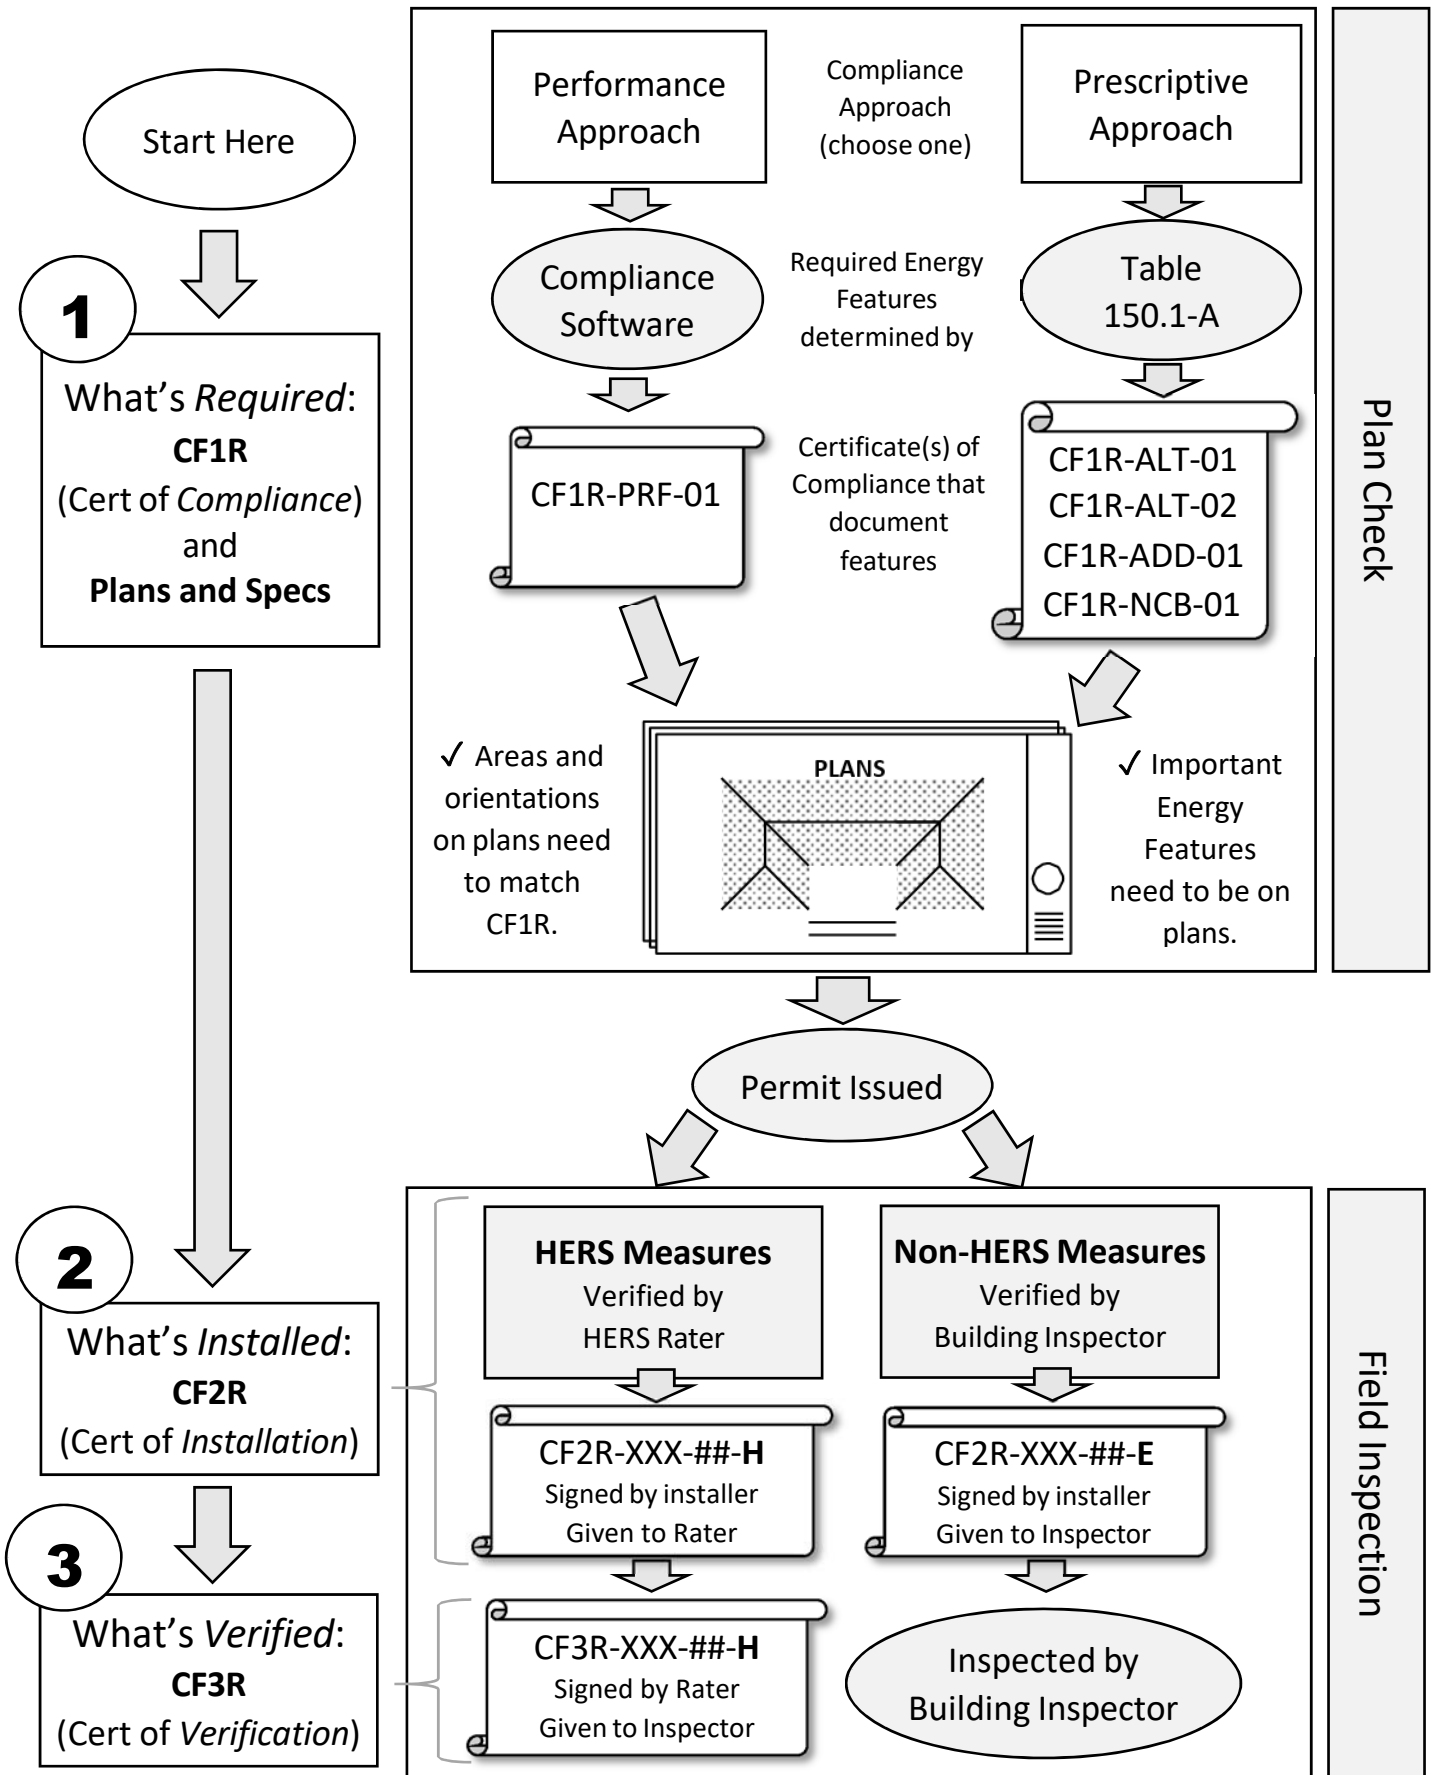 Start Here
1
What's Required:
CF1R
(Cert of Compliance)
and
Plans and Specs
Performance
Approach
Compliance
Approach
(choose one)
Prescriptive
Approach
Compliance
Software
Required Energy
Features
determined by
Table
150.1-A
CF1R-PRF-01
Certificate(s) of
Compliance that
document
features
CF1R-ALT-01
CF1R-ALT-02
CF1R-ADD-01
CF1R-NCB-01
✓ Areas and
orientations
on plans need
to match
CF1R.
PLANS
✓ Important
Energy
Features
need to be on
plans.
Plan Check
Permit Issued
2
What's Installed:
CF2R
(Cert of Installation)
3
What's Verified:
CF3R
(Cert of Verification)
HERS Measures
Verified by
HERS Rater
Non-HERS Measures
Verified by
Building Inspector
CF2R-XXX-##-H
Signed by installer
Given to Rater
CF2R-XXX-##-E
Signed by installer
Given to Inspector
CF3R-XXX-##-H
Signed by Rater
Given to Inspector
Inspected by
Building Inspector
Field Inspection